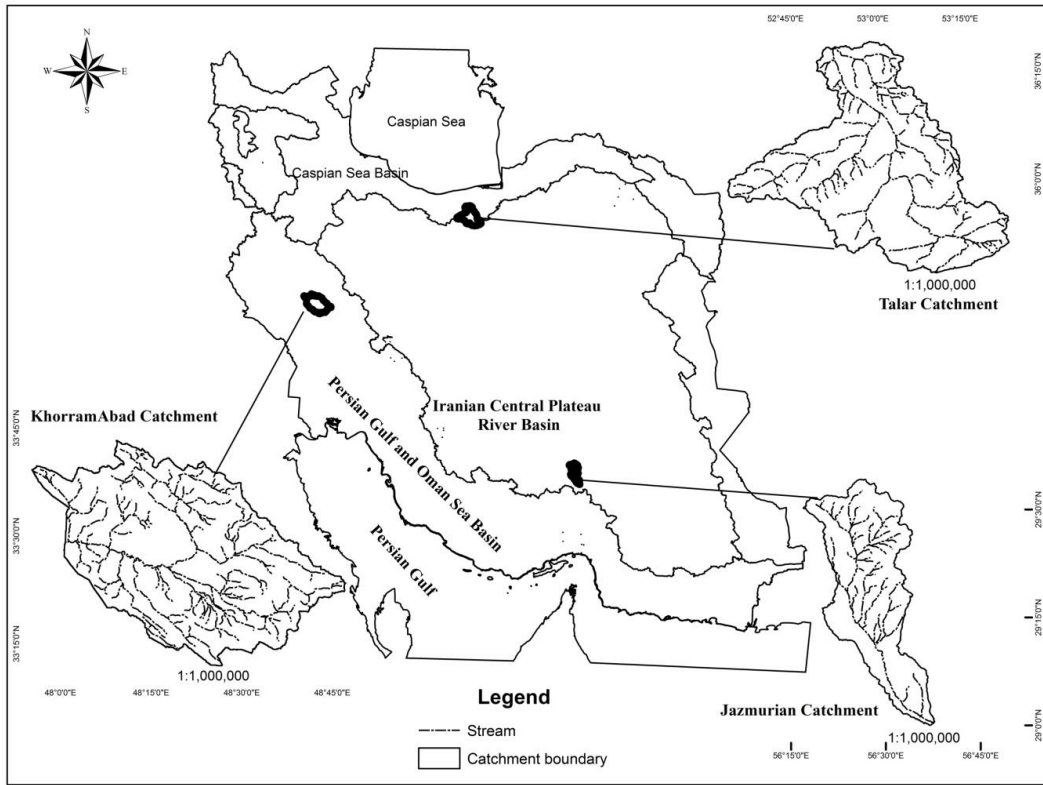 52°45'0"E 53°0'0"E 53°15'0"E
N
W E
S
36°15'0"N
36°0'0"N
Caspian Sea
Caspian Sea Basin
1:1,000,000
Talar Catchment
KhorramAbad Catchment
33°45'0"N
33°30'0"N
33°15'0"N
1:1,000,000
48°0'0"E 48°15'0"E 48°30'0"E 48°45'0"E
Persian Gulf and Oman Sea Basin
Persian Gulf
Iranian Central Plateau
River Basin
29°30'0"N
29°15'0"N
29°0'0"N
Jazmurian Catchment
1:1,000,000
56°15'0"E 56°30'0"E 56°45'0"E
Legend
Stream
Catchment boundary